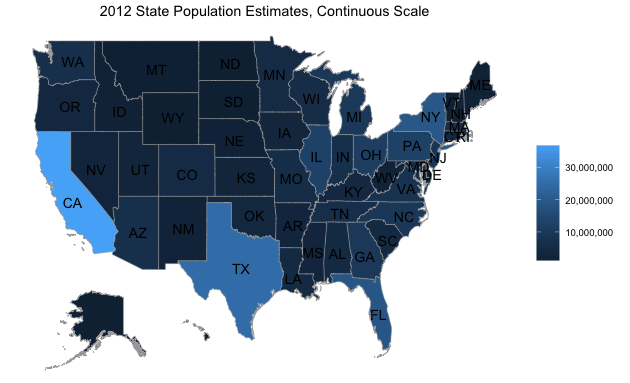 2012 State Population Estimates, Continuous Scale
WA
MT
ND
MN
ME
OR
ID
SD
WI
MI
VT
NH
NY
MA
CT
RI
WY
NE
IA
PA
NJ
NV
UT
CO
IL
IN
OH
MD
DE
CA
KS
MO
WV
VA
KY
AZ
NM
OK
AR
TN
NC
SC
TX
LA
MS
AL
GA
FL
30,000,000
20,000,000
10,000,000